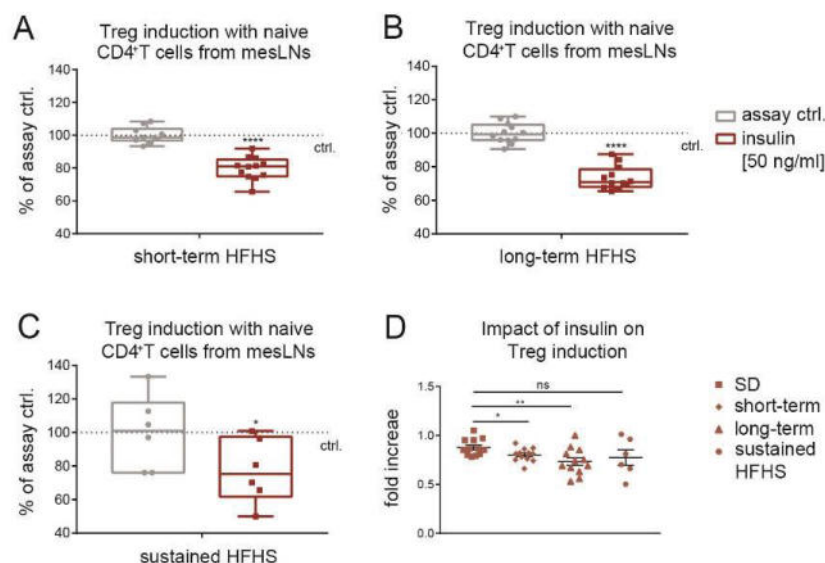 A
Treg induction with naive
CD4⁺T cells from mesLNs
% of assay ctrl.
140
120
100
80
60
40
****
ctrl.
short-term HFHS
B
Treg induction with naive
CD4⁺T cells from mesLNs
% of assay ctrl.
140
120
100
80
60
40
****
ctrl.
long-term HFHS
assay ctrl.
insulin
[50 ng/ml]
C
Treg induction with naive
CD4⁺T cells from mesLNs
% of assay ctrl.
140
120
100
80
60
40
*
ctrl.
sustained HFHS
D
Impact of insulin on
Treg induction
fold increae
1.5
1.0
0.5
0.0
ns
**
*
SD
short-term
long-term
sustained
HFHS